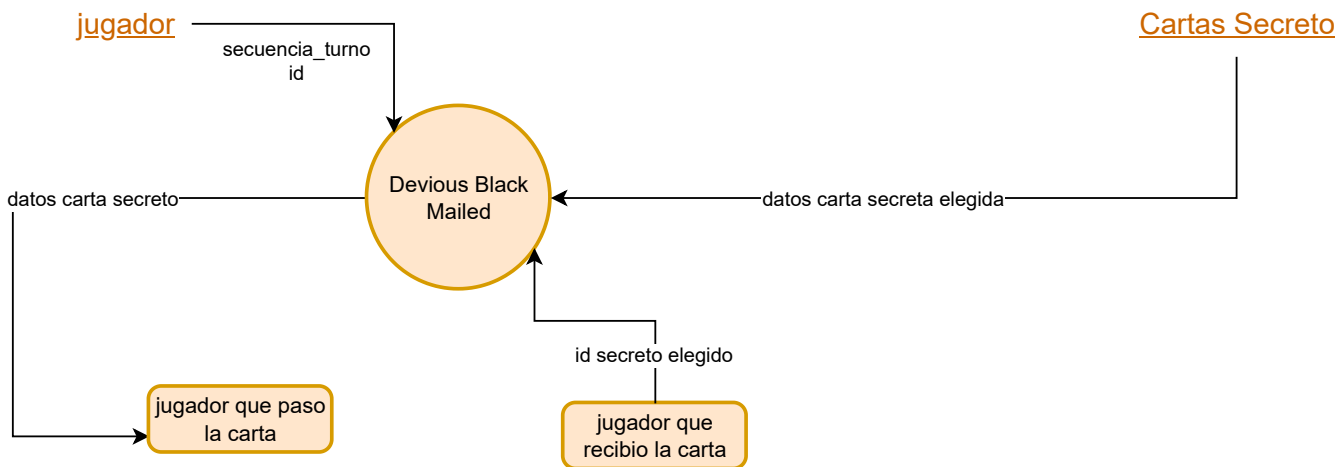 jugador
Cartas Secreto
secuencia_turno
id
Devious Black
Mailed
datos carta secreto
datos carta secreta elegida
id secreto elegido
jugador que paso
la carta
jugador que
recibio la carta